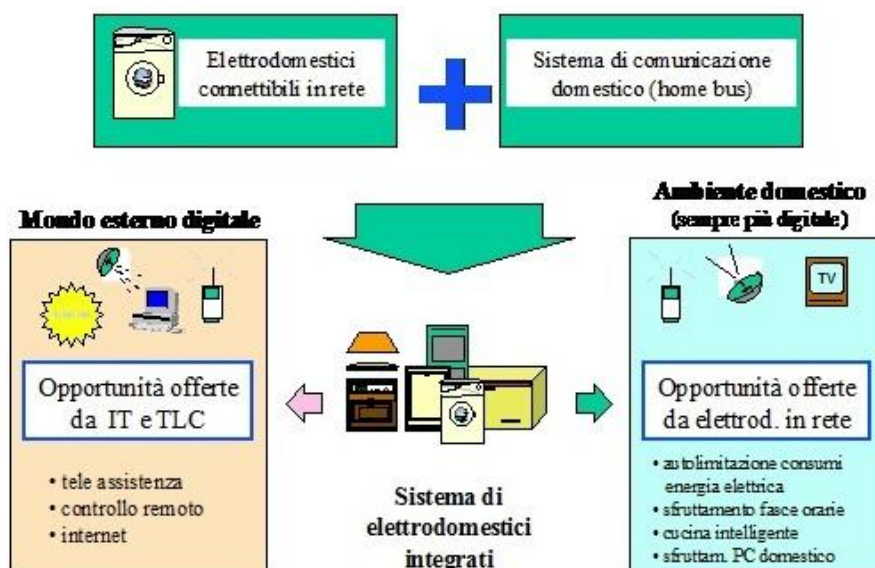 Elettrodomestici
connettibili in rete
Sistema di comunicazione
domestico (home bus)
Mondo esterno digitale
Opportunità offerte
da IT e TLC
• tele assistenza
• controllo remoto
• internet
Sistema di
elettrodomestici
integrati
Ambiente domestico
(sempre più digitale)
TV
Opportunità offerte
da elettrod. in rete
• autolimitazione consumi
energia elettrica
• sfruttamento fasce orarie
• cucina intelligente
• sfruttam. PC domestico